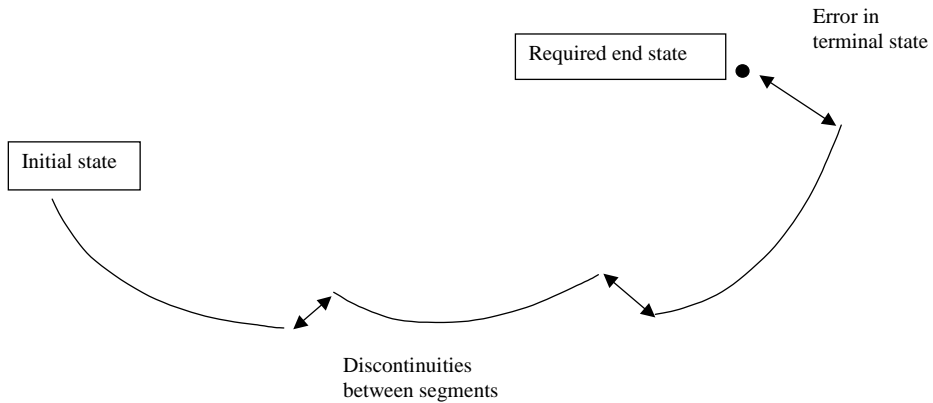 Error in
terminal state
Required end state
Initial state
Discontinuities
between segments